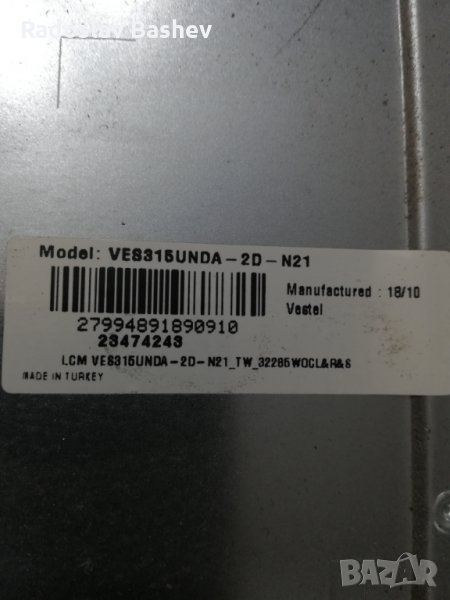 Radoslav Bashev
Model: VES315UNDA-2D-N21
Manufactured : 18/10
Vestel
27994891890910
23474243
LCM VES315UNDA-2D-N21_TW_32285WOCL&R&S
MADE IN TURKEY
BAZAR